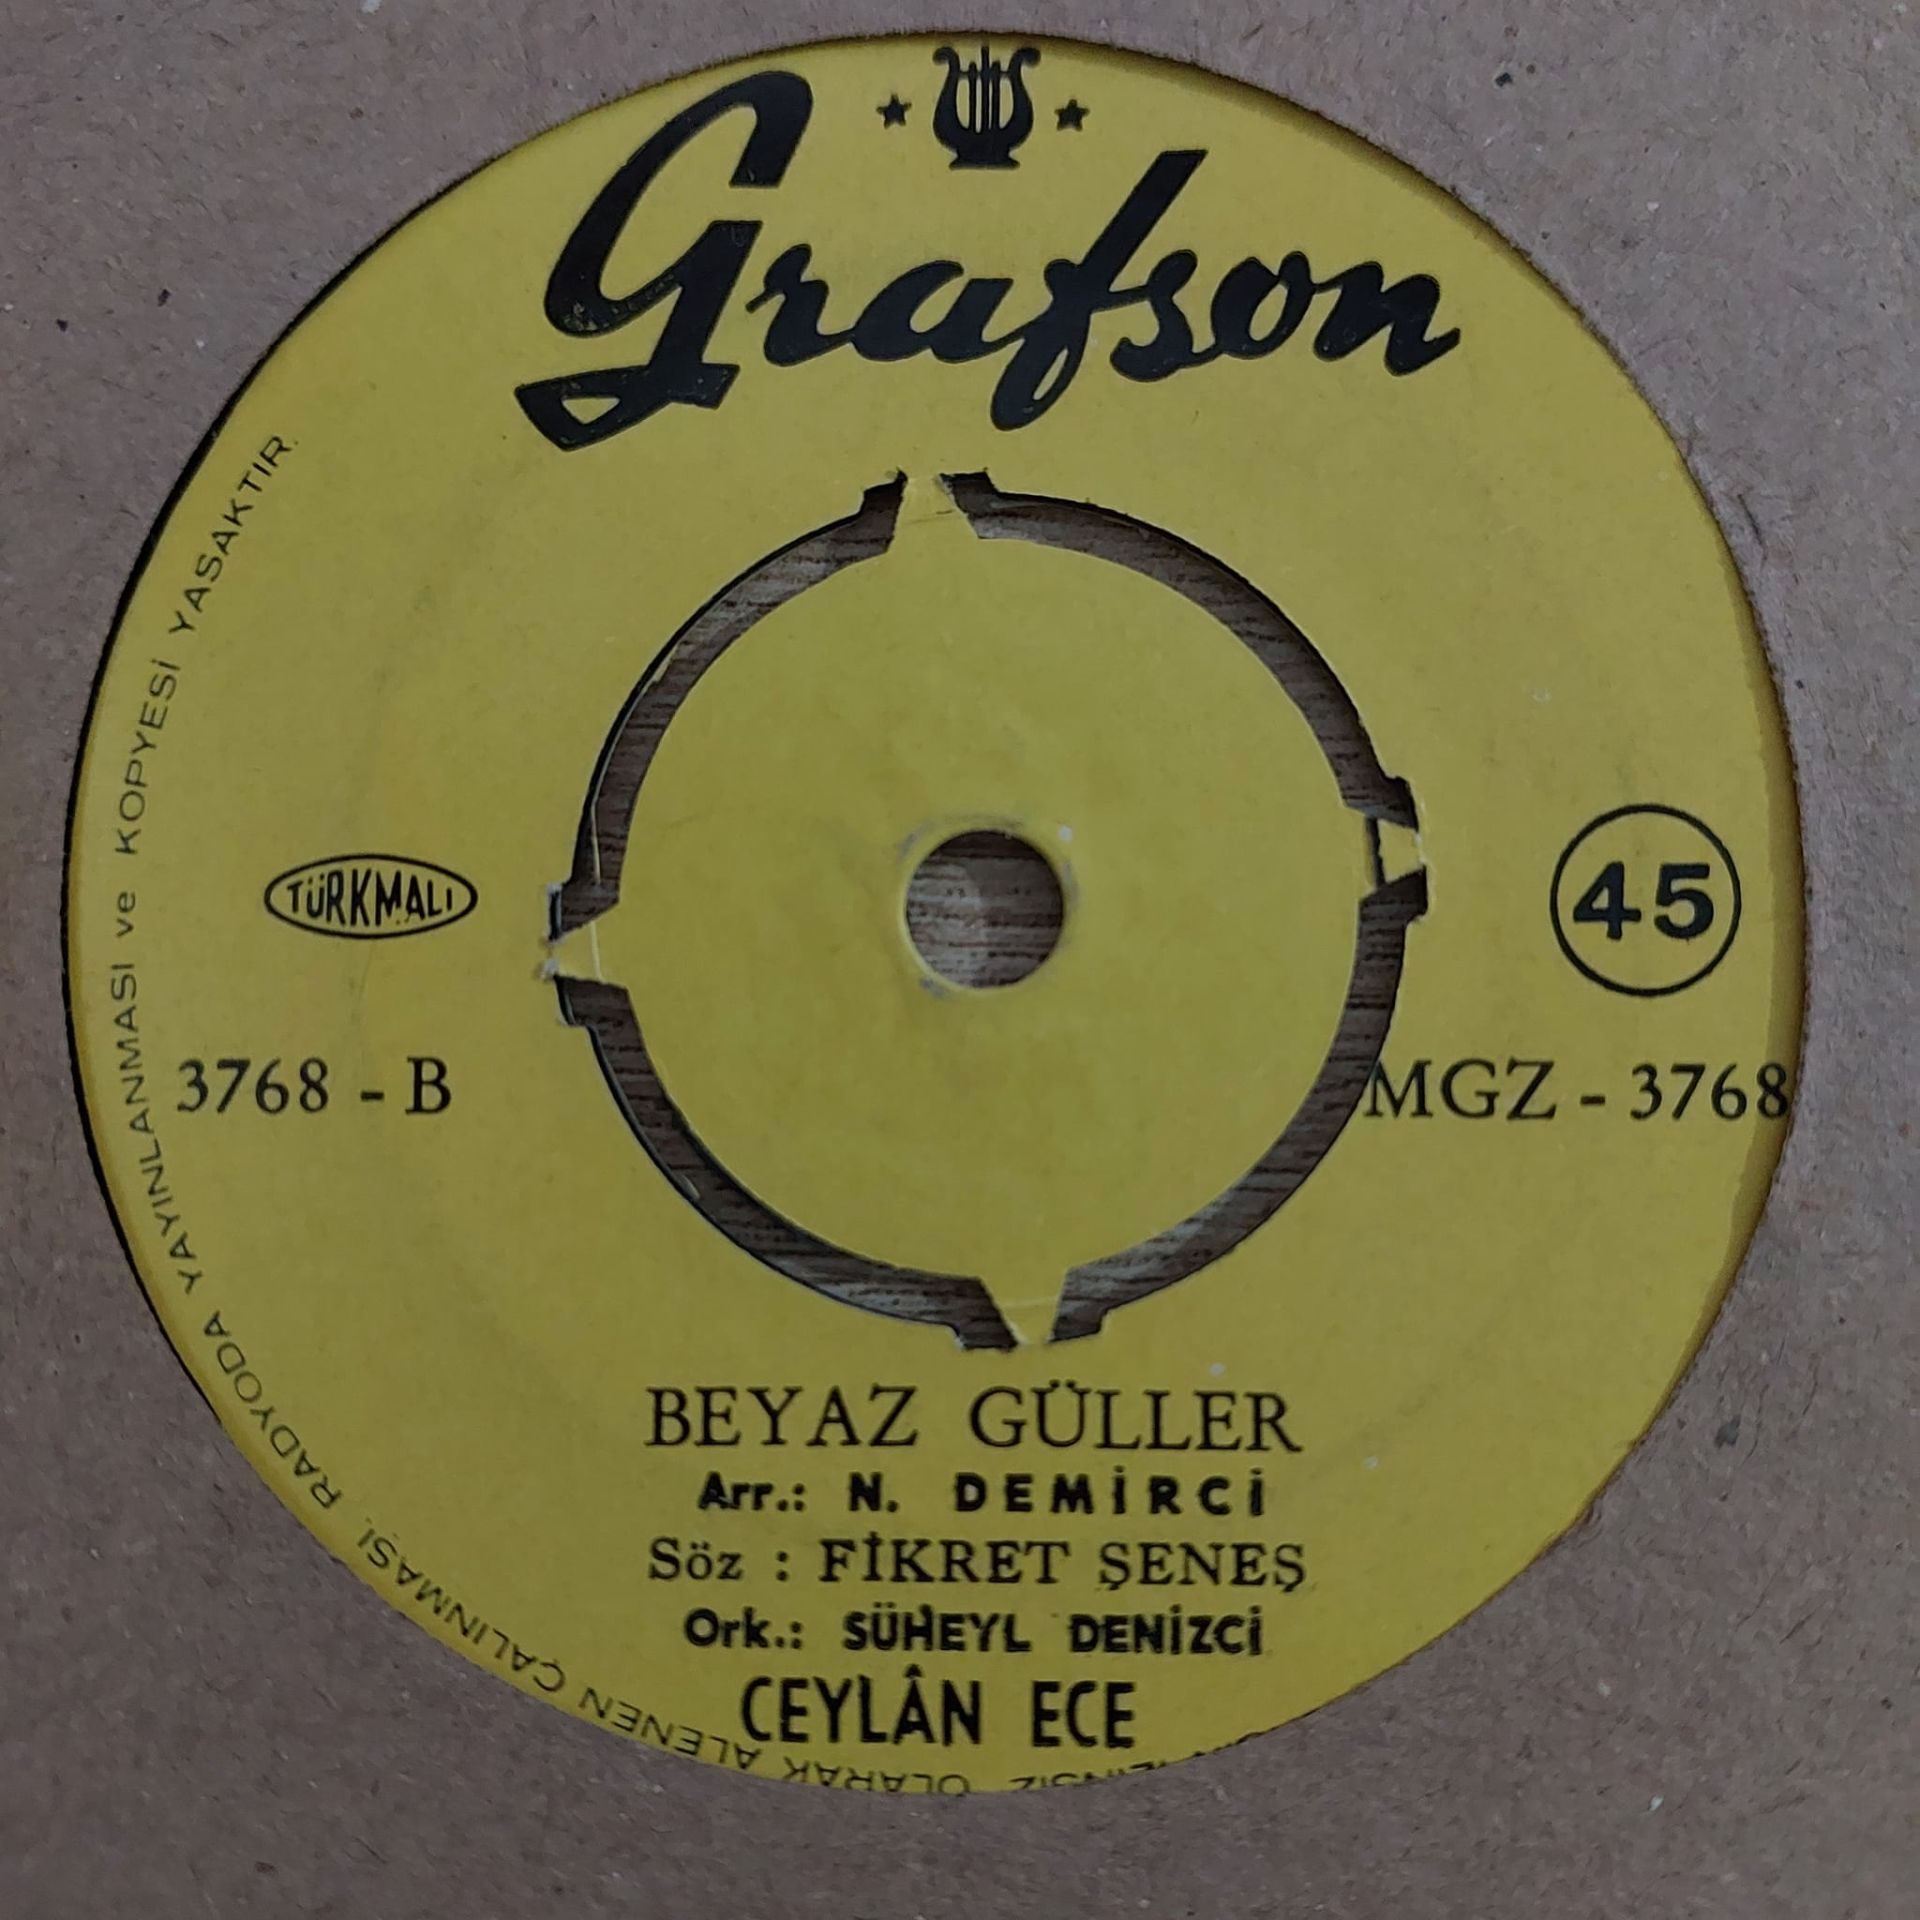 Grafson
TÜRKMALI
45
3768 - B
MGZ - 3768
BEYAZ GÜLLER
Arr.: N. DEMİRCİ
Söz : FİKRET ŞENEŞ
Ork.: SÜHEYL DENİZCİ
CEYLÂN ECE
OLARAK ALENEN ÇALINMASI, RADYODA YAYINLANMASI ve KOPYESİ YASAKTIR.